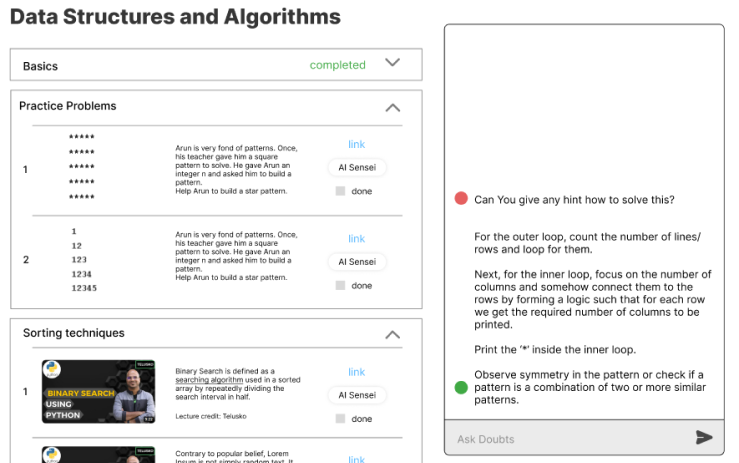 Data Structures and Algorithms
Basics
completed
Practice Problems
1
*****
*****
*****
*****
*****
Arun is very fond of patterns. Once,
his teacher gave him a square
pattern to solve. He gave Arun an
integer n and asked him to build a
pattern.
Help Arun to build a star pattern.
link
AI Sensei
done
2
1
12
123
1234
12345
Arun is very fond of patterns. Once,
his teacher gave him a square
pattern to solve. He gave Arun an
integer n and asked him to build a
pattern.
Help Arun to build a star pattern.
link
AI Sensei
done
Sorting techniques
1
TELUSKO
BINARY SEARCH
USING
PYTHON
Binary Search is defined as a
searching algorithm used in a sorted
array by repeatedly dividing the
search interval in half.
Lecture credit: Telusko
link
AI Sensei
done
TELUSKO
Contrary to popular belief, Lorem
Ipsum is not simply random text. It
link
Can You give any hint how to solve this?
For the outer loop, count the number of lines/
rows and loop for them.
Next, for the inner loop, focus on the number of
columns and somehow connect them to the
rows by forming a logic such that for each row
we get the required number of columns to be
printed.
Print the ‘*’ inside the inner loop.
Observe symmetry in the pattern or check if a
pattern is a combination of two or more similar
patterns.
Ask Doubts